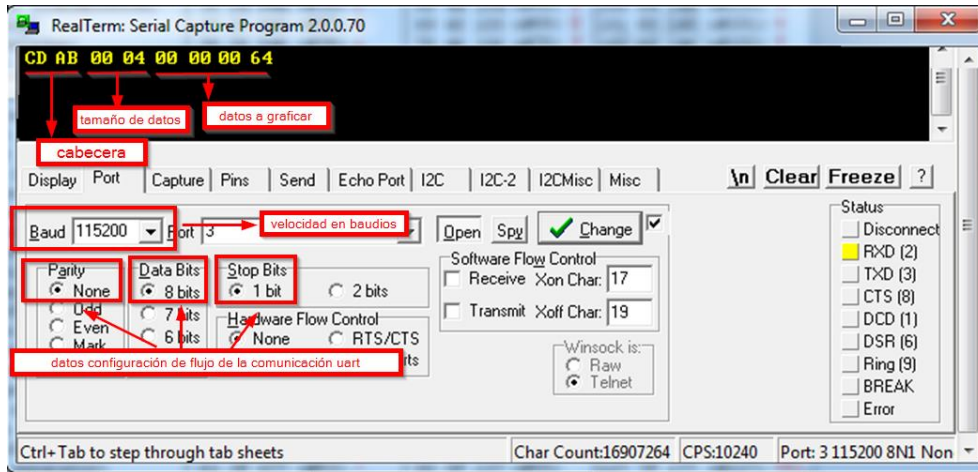 RealTerm: Serial Capture Program 2.0.0.70
CD AB 00 04 00 00 00 64
tamaño de datos
datos a graficar
cabecera
Display Port Capture Pins Send Echo Port I2C I2C-2 I2CMisc Misc \n Clear Freeze ?
Baud 115200 Port 3 velocidad en baudios Open Spy Change
Status
Disconnect
RXD (2)
TXD (3)
CTS (8)
DCD (1)
DSR (6)
Ring (9)
BREAK
Error
Parity
None
Odd
Even
Mark
Data Bits
8 bits
7 bits
6 bits
Stop Bits
1 bit 2 bits
Hardware Flow Control
None RTS/CTS
Software Flow Control
Receive Xon Char: 17
Transmit Xoff Char: 19
Winsock is:
Raw
Telnet
datos configuración de flujo de la comunicación uart
Ctrl+Tab to step through tab sheets Char Count:16907264 CPS:10240 Port: 3 115200 8N1 Non